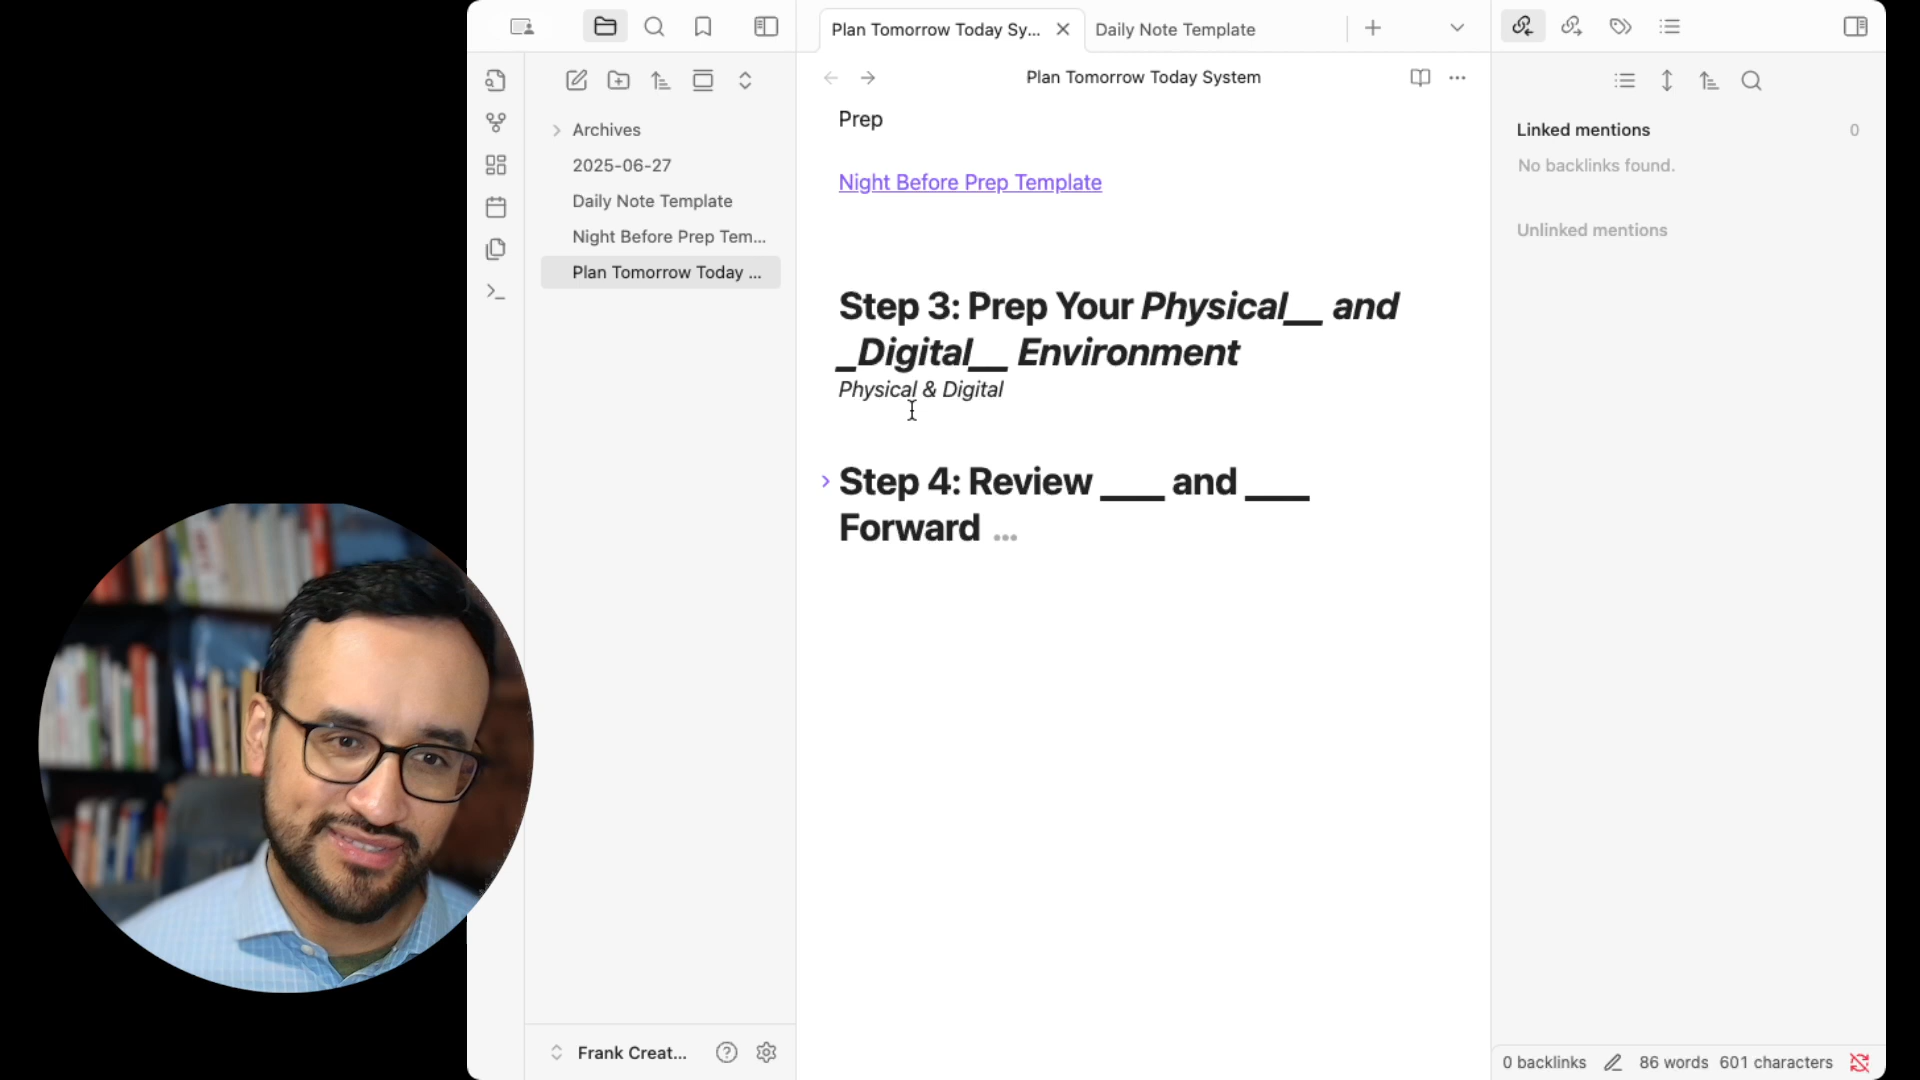 Plan Tomorrow Today Sy...
Daily Note Template
Plan Tomorrow Today System
Archives
2025-06-27
Daily Note Template
Night Before Prep Tem...
Plan Tomorrow Today ...
Frank Creat...
Prep
Night Before Prep Template
Step 3: Prep Your Physical__ and
_Digital__ Environment
Physical & Digital
Step 4: Review ____ and ____
Forward ...
Linked mentions 0
No backlinks found.
Unlinked mentions
0 backlinks 86 words 601 characters